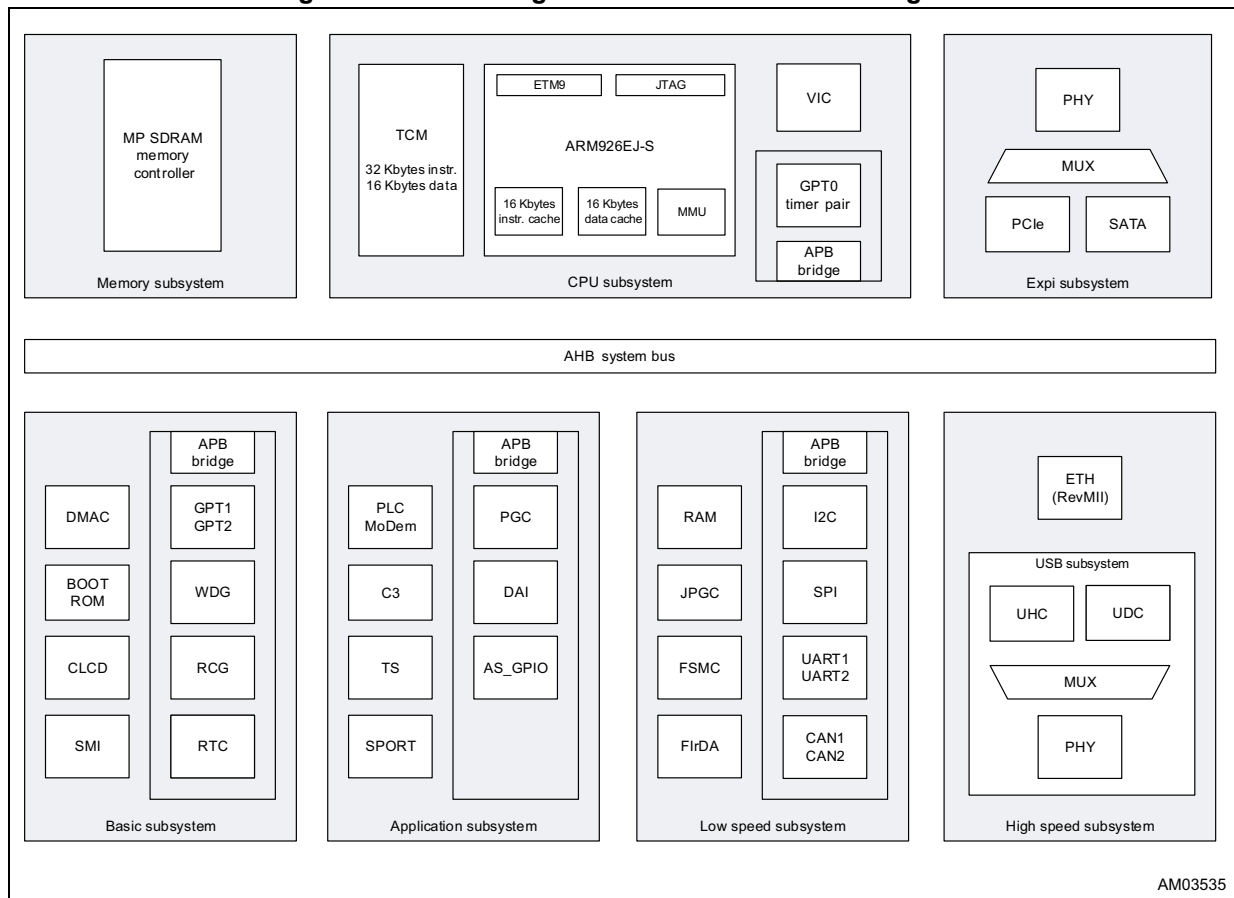 MP SDRAM
memory
controller
Memory subsystem
TCM
32 Kbytes instr.
16 Kbytes data
ETM9
JTAG
ARM926EJ-S
16 Kbytes
instr. cache
16 Kbytes
data cache
MMU
VIC
GPT0
timer pair
APB
bridge
CPU subsystem
PHY
MUX
PCIe
SATA
Expi subsystem
AHB system bus
DMAC
BOOT
ROM
CLCD
SMI
APB
bridge
GPT1
GPT2
WDG
RCG
RTC
Basic subsystem
PLC
MoDem
C3
TS
SPORT
APB
bridge
PGC
DAI
AS_GPIO
Application subsystem
RAM
JPGC
FSMC
FIrDA
APB
bridge
I2C
SPI
UART1
UART2
CAN1
CAN2
Low speed subsystem
ETH
(RevMII)
USB subsystem
UHC
UDC
MUX
PHY
High speed subsystem
AM03535